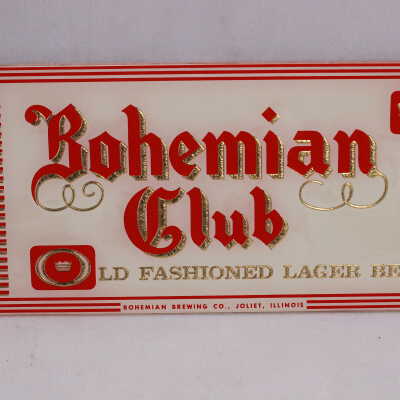 Bohemian
Club
OLD FASHIONED LAGER BE
BOHEMIAN BREWING CO., JOLIET, ILLINOIS